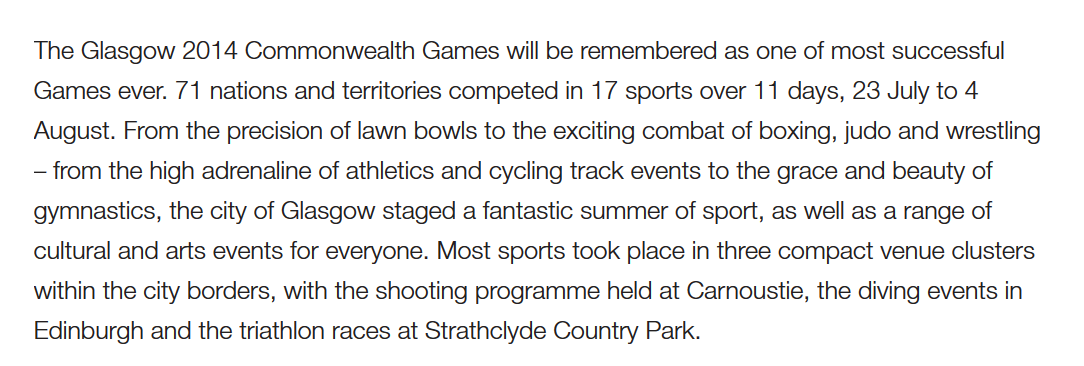 The Glasgow 2014 Commonwealth Games will be remembered as one of most successful
Games ever. 71 nations and territories competed in 17 sports over 11 days, 23 July to 4
August. From the precision of lawn bowls to the exciting combat of boxing, judo and wrestling
– from the high adrenaline of athletics and cycling track events to the grace and beauty of
gymnastics, the city of Glasgow staged a fantastic summer of sport, as well as a range of
cultural and arts events for everyone. Most sports took place in three compact venue clusters
within the city borders, with the shooting programme held at Carnoustie, the diving events in
Edinburgh and the triathlon races at Strathclyde Country Park.